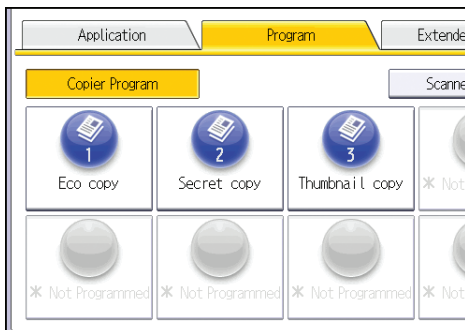 Application Program Extende
Copier Program Scanne
1 2 3
Eco copy Secret copy Thumbnail copy * Not
* Not Programmed * Not Programmed * Not Programmed * Not